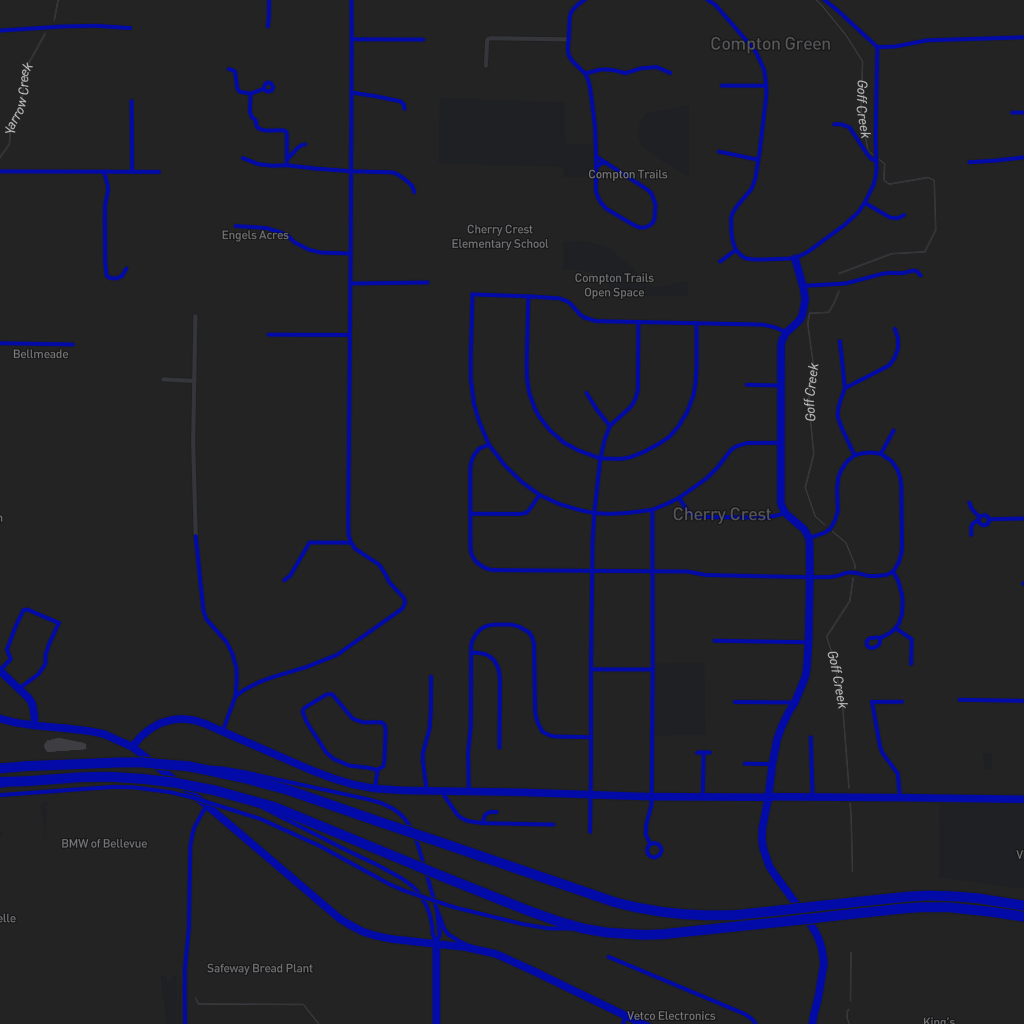 Compton Green
Yarrow Creek
Goff Creek
Compton Trails
Cherry Crest
Elementary School
Engels Acres
Compton Trails
Open Space
Bellmeade
Goff Creek
Cherry Crest
Goff Creek
BMW of Bellevue
elle
Safeway Bread Plant
Vetco Electronics
King's